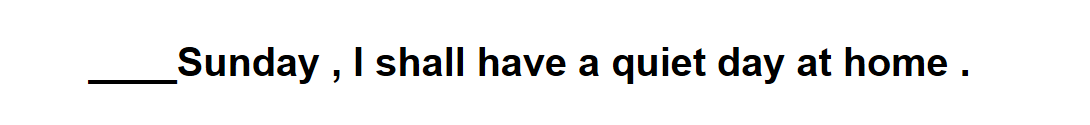 ____Sunday , I shall have a quiet day at home .